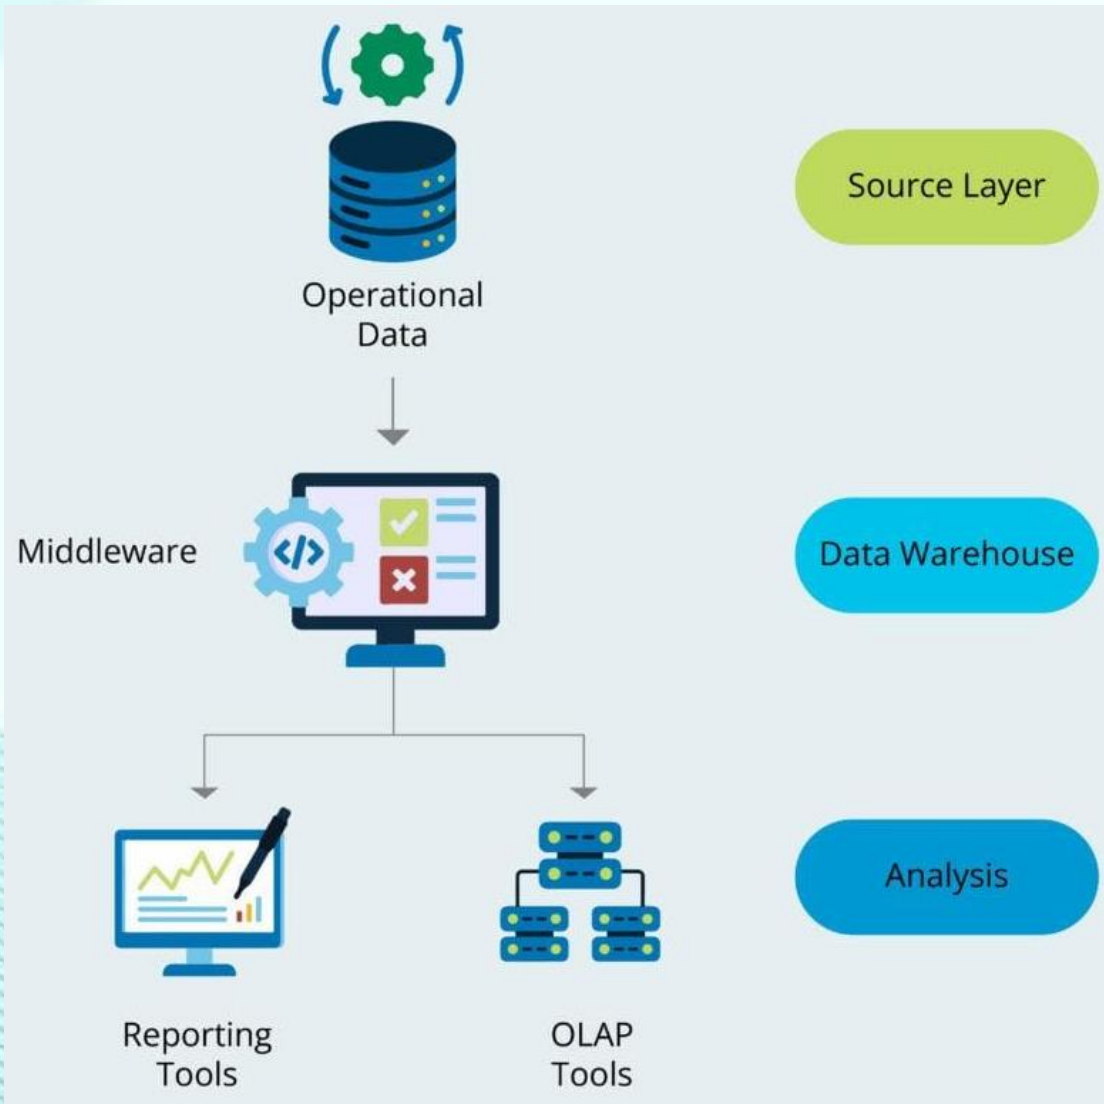 Source Layer
Operational
Data
Middleware
</>
Data Warehouse
Analysis
Reporting
Tools
OLAP
Tools